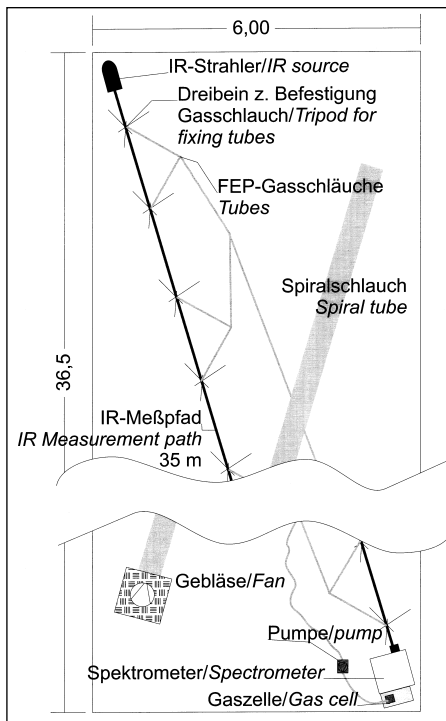 6,00
IR-Strahler/IR source
Dreibein z. Befestigung
Gasschlauch/Tripod for
fixing tubes
FEP-Gasschläuche
Tubes
Spiralschlauch
Spiral tube
36,5
IR-Meßpfad
IR Measurement path
35 m
Gebläse/Fan
Pumpe/pump
Spektrometer/Spectrometer
Gaszelle/Gas cell